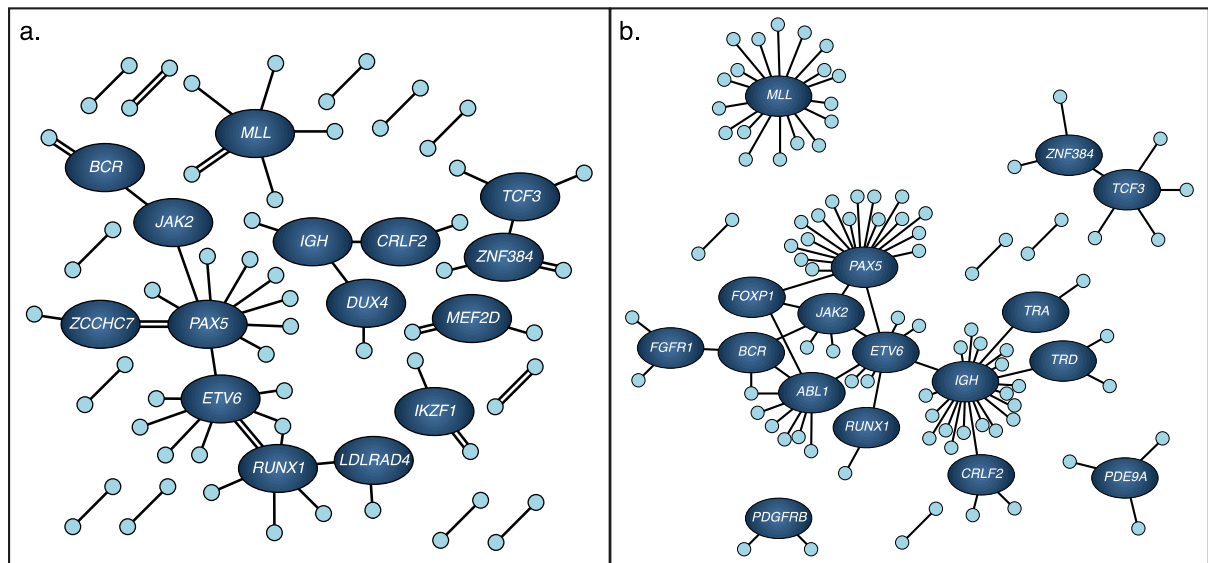 a.
MLL
BCR
JAK2
TCF3
IGH
CRLF2
ZNF384
DUX4
ZCCHC7
PAX5
MEF2D
ETV6
IKZF1
RUNX1
LDLRAD4
b.
MLL
ZNF384
TCF3
PAX5
FOXP1
JAK2
TRA
FGFR1
BCR
ETV6
TRD
IGH
ABL1
RUNX1
CRLF2
PDE9A
PDGFRB